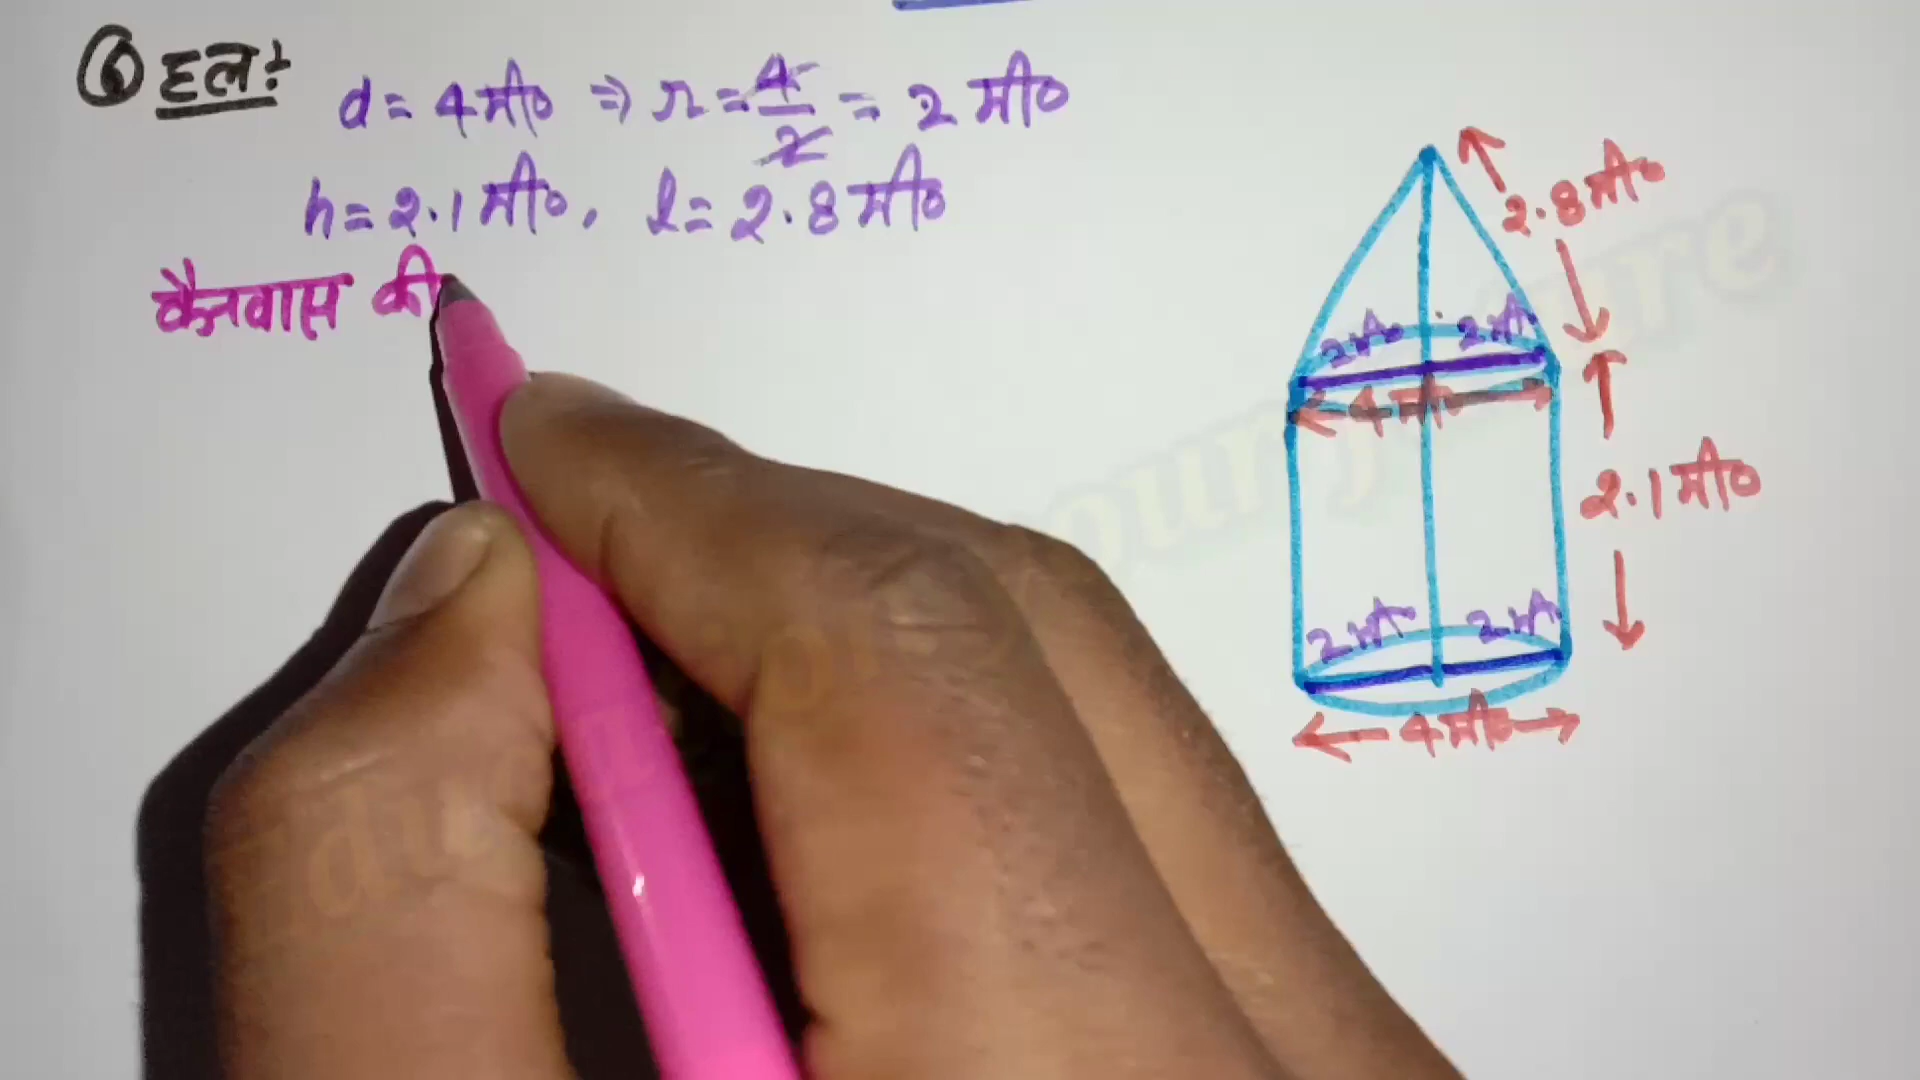 ⑥ हल:
d = 4 मी० ⇒ r = 4/2 = 2 मी०
h = 2.1 मी०, l = 2.8 मी०
कैनवास की
2.8 मी०
2 मी० 2 मी०
4 मी०
2.1 मी०
2 मी० 2 मी०
4 मी०